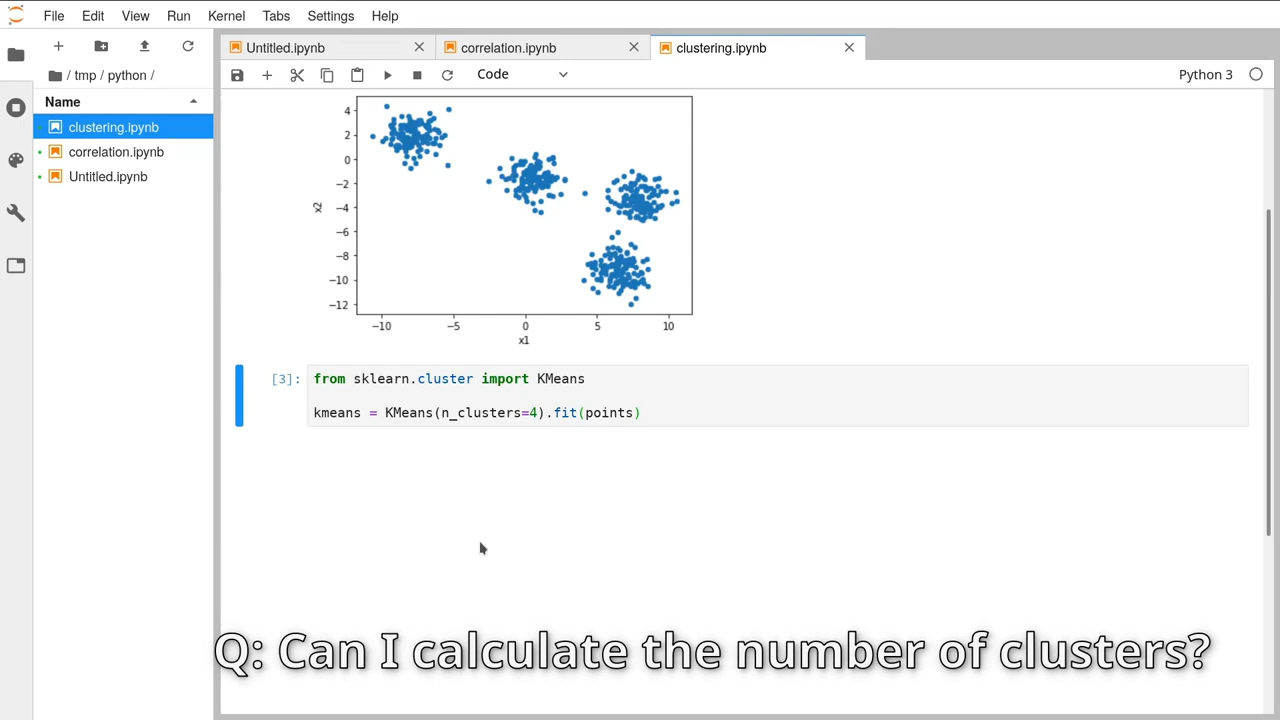 File Edit View Run Kernel Tabs Settings Help
Untitled.ipynb correlation.ipynb clustering.ipynb
/ tmp / python /
Code Python 3
Name
clustering.ipynb
correlation.ipynb
Untitled.ipynb
4
2
0
−2
−4
−6
−8
−10
−12
x2
−10 −5 0 5 10
x1
[3]: from sklearn.cluster import KMeans
kmeans = KMeans(n_clusters=4).fit(points)
Q: Can I calculate the number of clusters?